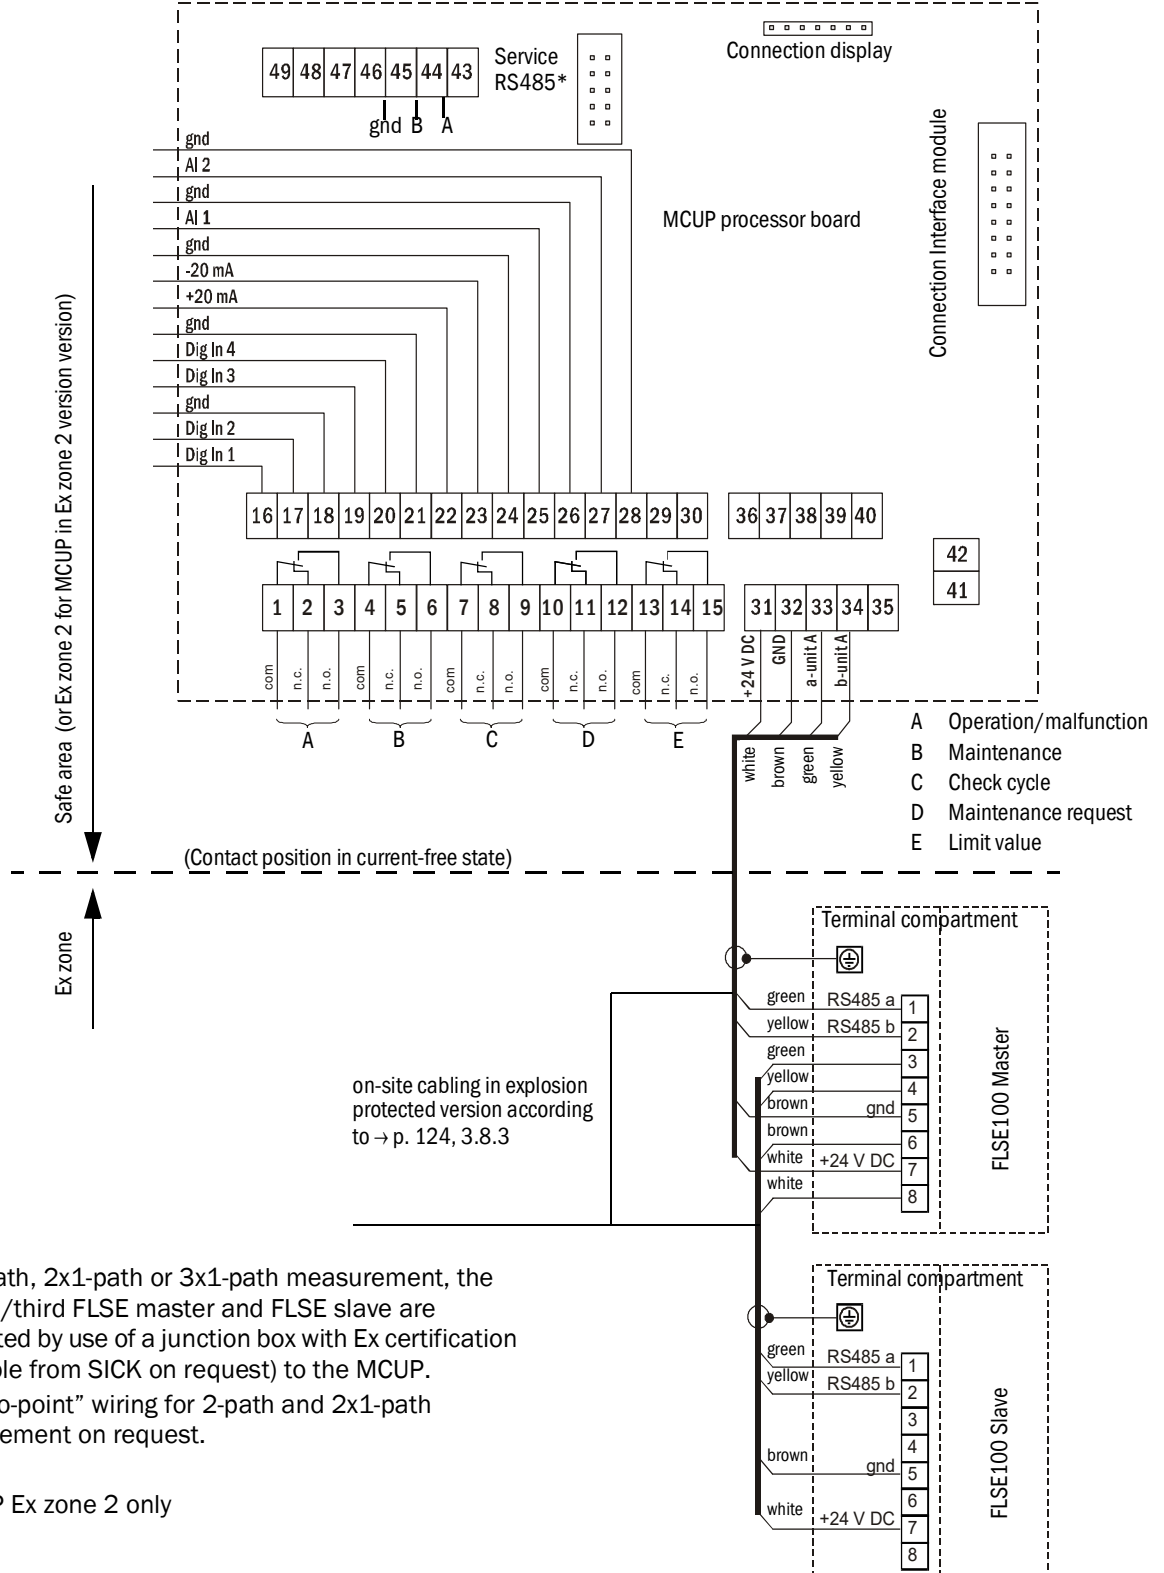 Connection display
Service
RS485*
49 48 47 46 45 44 43
gnd B A
gnd
AI 2
gnd
AI 1
gnd
-20 mA
+20 mA
gnd
Dig In 4
Dig In 3
gnd
Dig In 2
Dig In 1
MCUP processor board
Connection Interface module
Safe area (or Ex zone 2 for MCUP in Ex zone 2 version version)
16 17 18 19 20 21 22 23 24 25 26 27 28 29 30
36 37 38 39 40
42
41
1 2 3 4 5 6 7 8 9 10 11 12 13 14 15
31 32 33 34 35
com n.c. n.o. com n.c. n.o. com n.c. n.o. com n.c. n.o. com n.c. n.o.
+24 V DC
GND
a-unit A
b-unit A
A B C D E
white
brown
green
yellow
A Operation/malfunction
B Maintenance
C Check cycle
D Maintenance request
E Limit value
(Contact position in current-free state)
Ex zone
Terminal compartment
green RS485 a 1
yellow RS485 b 2
green 3
yellow 4
brown gnd 5
brown 6
white +24 V DC 7
white 8
FLSE100 Master
on-site cabling in explosion
protected version according
to → p. 124, 3.8.3
ath, 2x1-path or 3x1-path measurement, the
/third FLSE master and FLSE slave are
ted by use of a junction box with Ex certification
ble from SICK on request) to the MCUP.
o-point” wiring for 2-path and 2x1-path
ement on request.
P Ex zone 2 only
Terminal compartment
green RS485 a 1
yellow RS485 b 2
3
4
brown gnd 5
6
white +24 V DC 7
8
FLSE100 Slave